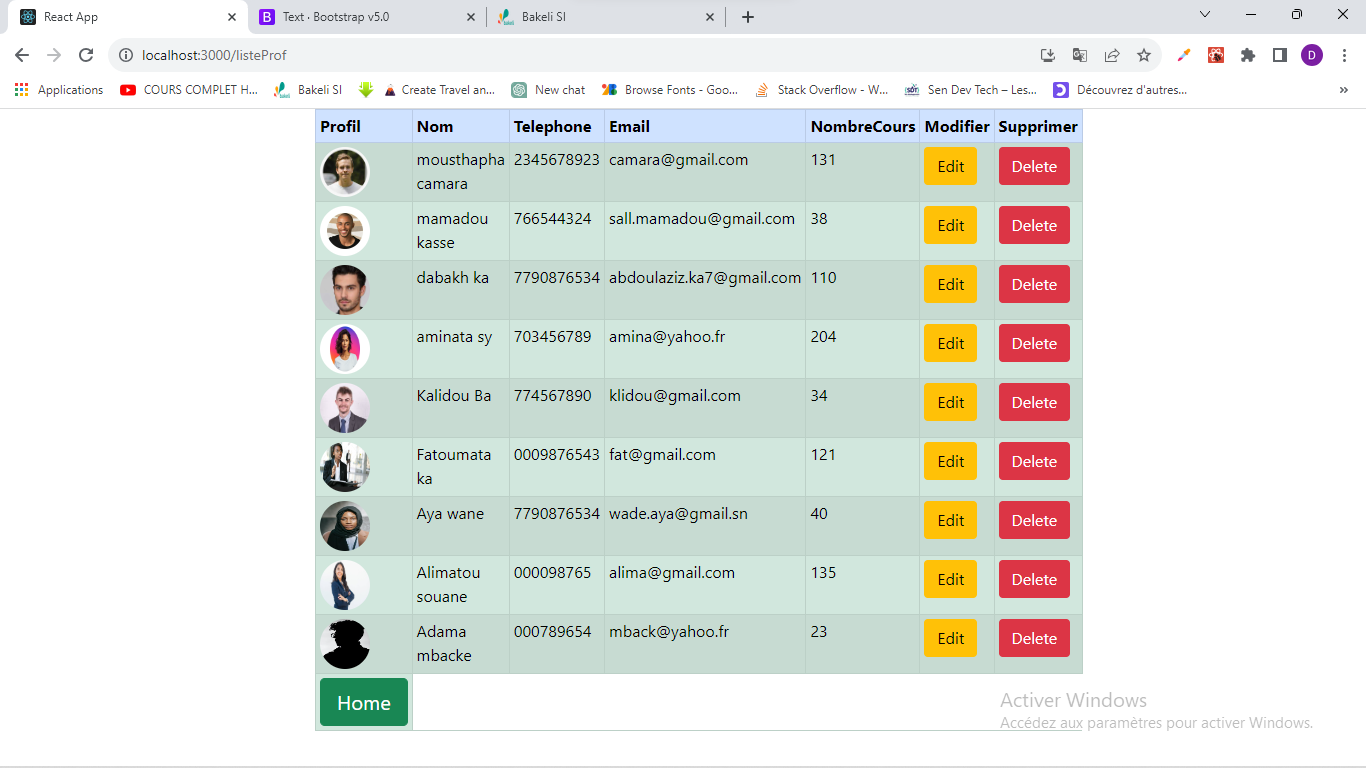 React App
Text · Bootstrap v5.0
Bakeli SI
localhost:3000/listeProf
D
Applications
COURS COMPLET H...
Bakeli SI
Create Travel an...
New chat
Browse Fonts - Goo...
Stack Overflow - W...
Sen Dev Tech – Les...
Découvrez d'autres...
Profil Nom Telephone Email NombreCours Modifier Supprimer
mousthapha 2345678923 camara@gmail.com 131 Edit Delete
camara
mamadou 766544324 sall.mamadou@gmail.com 38 Edit Delete
kasse
dabakh ka 7790876534 abdoulaziz.ka7@gmail.com 110 Edit Delete
aminata sy 703456789 amina@yahoo.fr 204 Edit Delete
Kalidou Ba 774567890 klidou@gmail.com 34 Edit Delete
Fatoumata 0009876543 fat@gmail.com 121 Edit Delete
ka
Aya wane 7790876534 wade.aya@gmail.sn 40 Edit Delete
Alimatou 000098765 alima@gmail.com 135 Edit Delete
souane
Adama 000789654 mback@yahoo.fr 23 Edit Delete
mbacke
Home
Activer Windows
Accédez aux paramètres pour activer Windows.